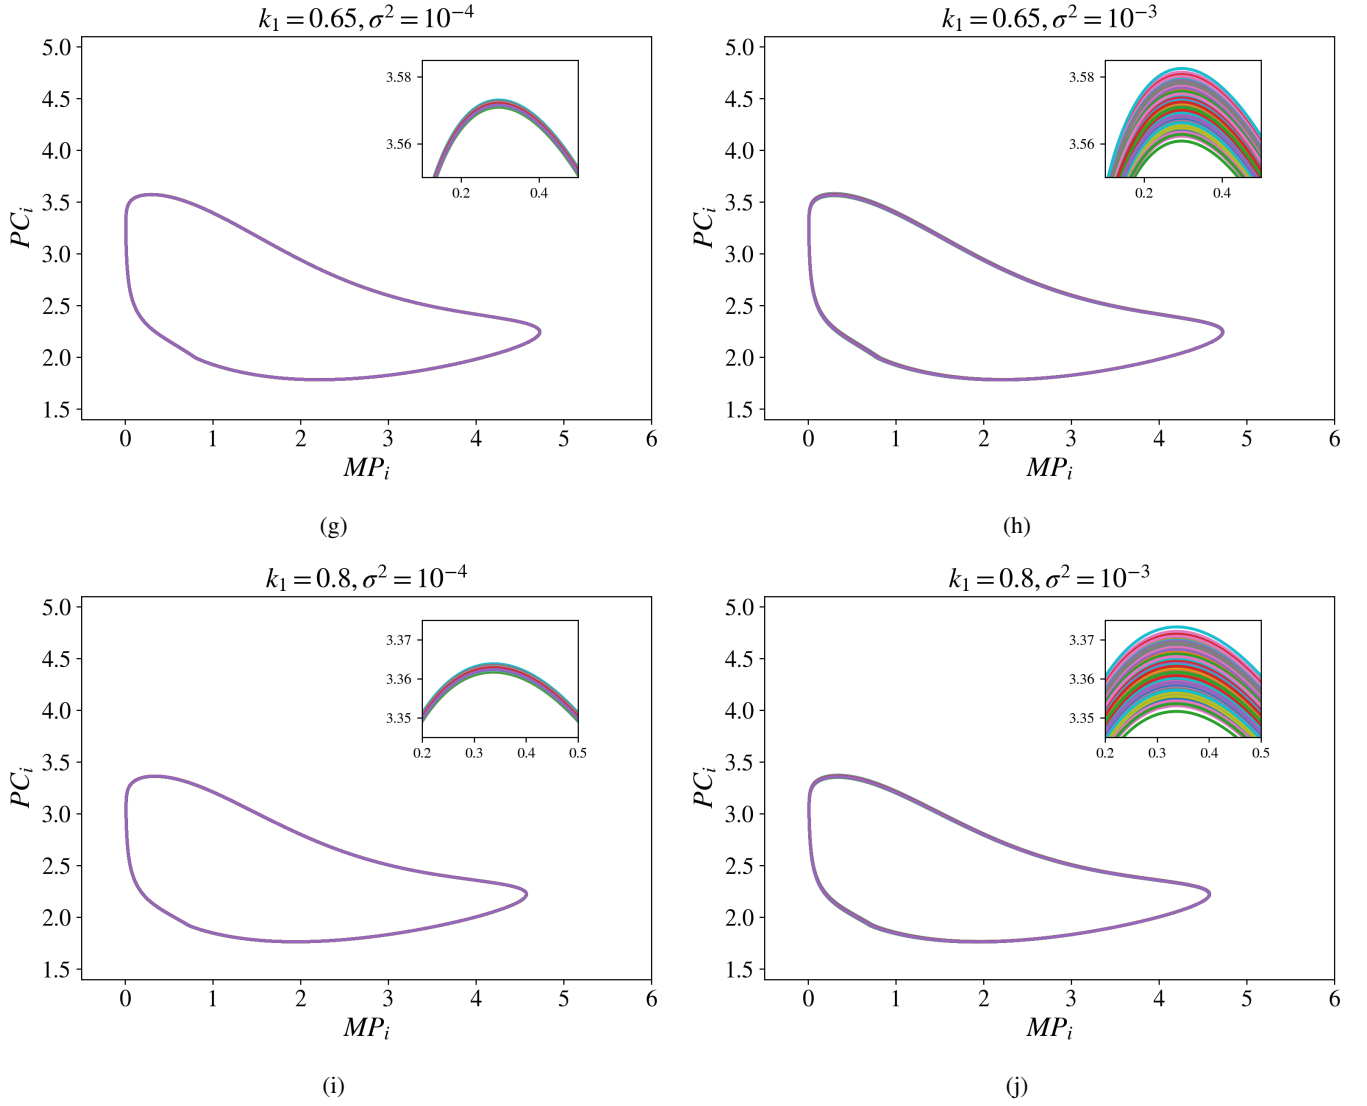 k₁ = 0.65, σ² = 10⁻⁴
5.0
4.5
4.0
3.5
3.0
2.5
2.0
1.5
PCᵢ
3.58
3.56
0.2 0.4
0 1 2 3 4 5 6
MPᵢ
(g)
k₁ = 0.65, σ² = 10⁻³
5.0
4.5
4.0
3.5
3.0
2.5
2.0
1.5
PCᵢ
3.58
3.56
0.2 0.4
0 1 2 3 4 5 6
MPᵢ
(h)
k₁ = 0.8, σ² = 10⁻⁴
5.0
4.5
4.0
3.5
3.0
2.5
2.0
1.5
PCᵢ
3.37
3.36
3.35
0.2 0.3 0.4 0.5
0 1 2 3 4 5 6
MPᵢ
(i)
k₁ = 0.8, σ² = 10⁻³
5.0
4.5
4.0
3.5
3.0
2.5
2.0
1.5
PCᵢ
3.37
3.36
3.35
0.2 0.3 0.4 0.5
0 1 2 3 4 5 6
MPᵢ
(j)